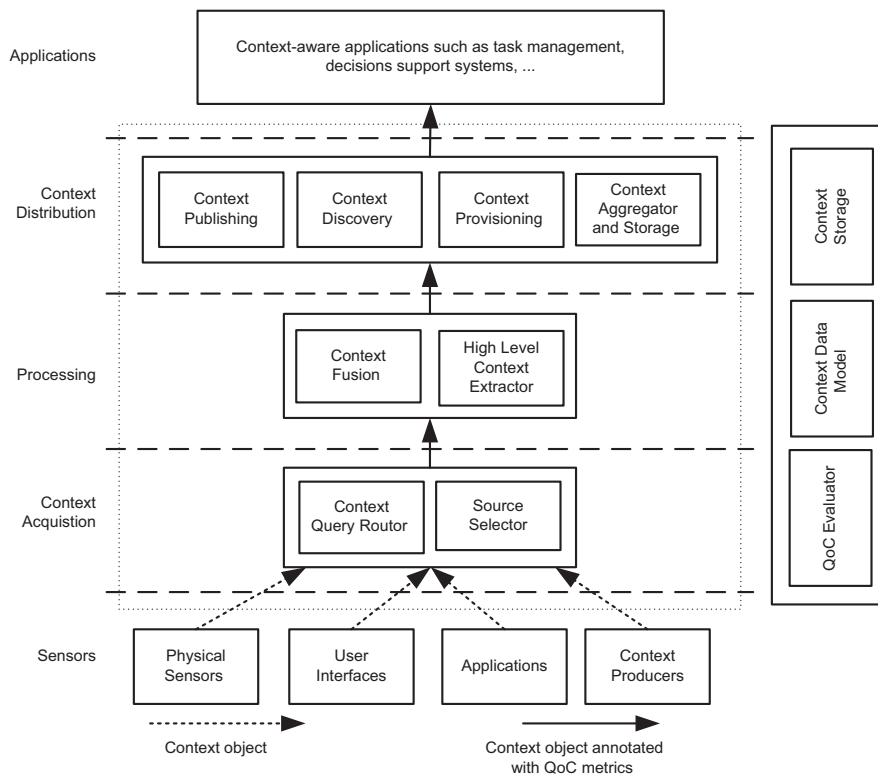 Applications
Context-aware applications such as task management,
decisions support systems, ...
Context
Distribution
Context
Publishing
Context
Discovery
Context
Provisioning
Context
Aggregator
and Storage
Processing
Context
Fusion
High Level
Context
Extractor
Context
Acquistion
Context
Query Routor
Source
Selector
Sensors
Physical
Sensors
User
Interfaces
Applications
Context
Producers
Context object
Context object annotated
with QoC metrics
Context
Storage
Context Data
Model
QoC Evaluator